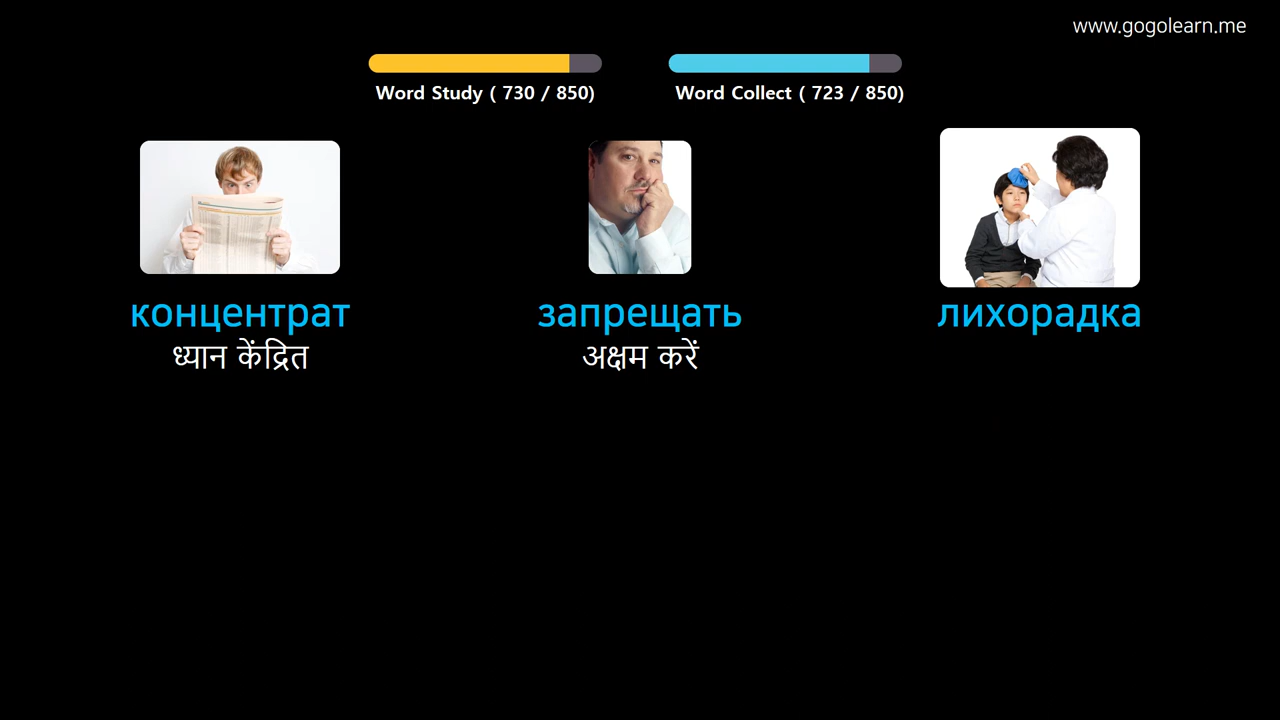 www.gogolearn.me
Word Study ( 730 / 850)
Word Collect ( 723 / 850)
концентрат
запрещать
лихорадка
ध्यान केंद्रित
अक्षम करें